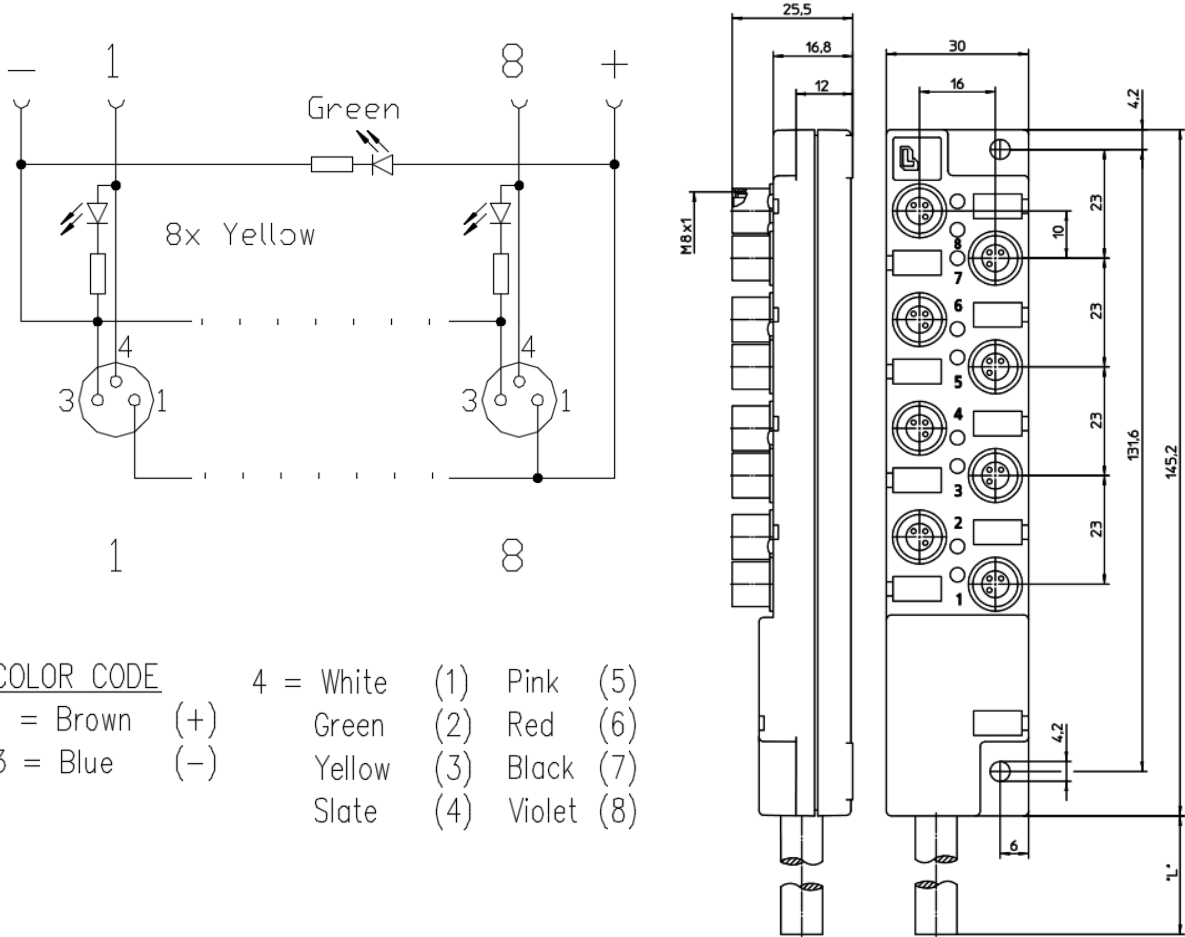 − 1 8 +
Green
8x Yellow
4 4
3 1 3 1
1 8
COLOR CODE
= Brown (+)
3 = Blue (−)
4 = White (1) Pink (5)
Green (2) Red (6)
Yellow (3) Black (7)
Slate (4) Violet (8)
25,5
16,8
12
M8x1
30
16
4,2
23
10
8
7
23
6
5
23
4
3
23
2
1
131,6
145,2
4,2
6
"L"